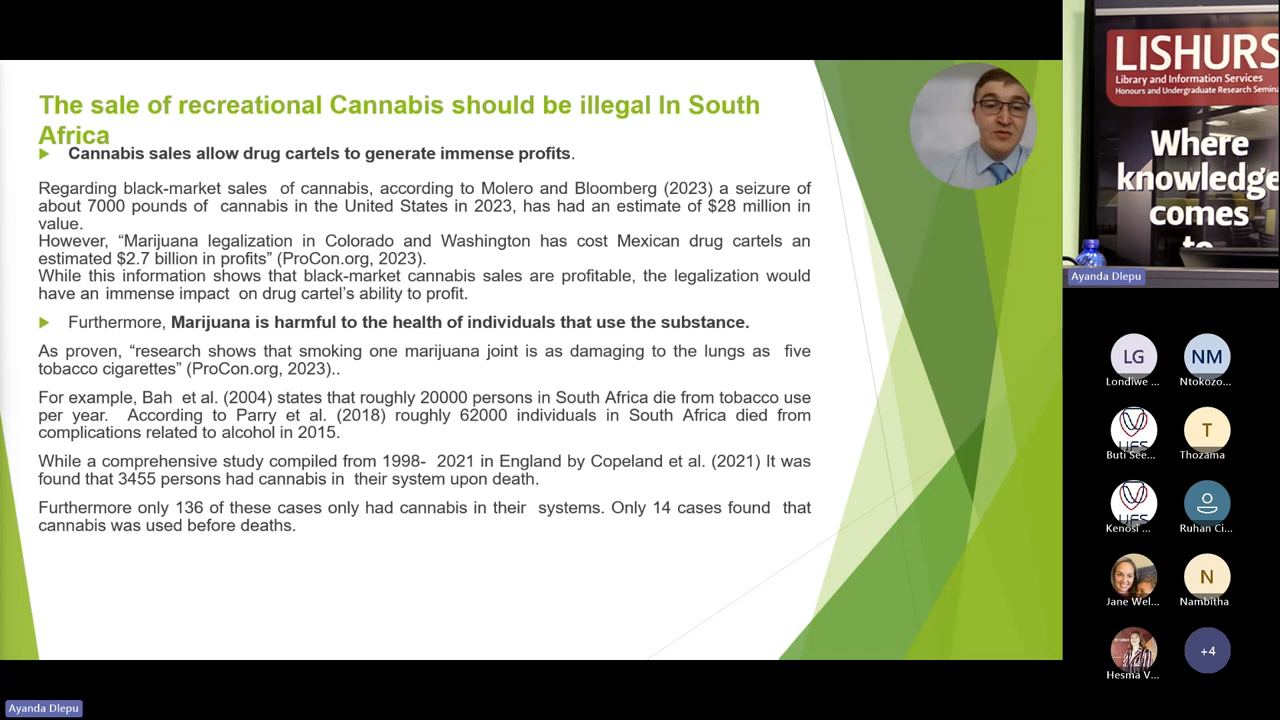 The sale of recreational Cannabis should be illegal In South
Africa
Cannabis sales allow drug cartels to generate immense profits.
Regarding black-market sales of cannabis, according to Molero and Bloomberg (2023) a seizure of
about 7000 pounds of cannabis in the United States in 2023, has had an estimate of $28 million in
value.
However, “Marijuana legalization in Colorado and Washington has cost Mexican drug cartels an
estimated $2.7 billion in profits” (ProCon.org, 2023).
While this information shows that black-market cannabis sales are profitable, the legalization would
have an immense impact on drug cartel’s ability to profit.
Furthermore, Marijuana is harmful to the health of individuals that use the substance.
As proven, “research shows that smoking one marijuana joint is as damaging to the lungs as five
tobacco cigarettes” (ProCon.org, 2023)..
For example, Bah et al. (2004) states that roughly 20000 persons in South Africa die from tobacco use
per year. According to Parry et al. (2018) roughly 62000 individuals in South Africa died from
complications related to alcohol in 2015.
While a comprehensive study compiled from 1998- 2021 in England by Copeland et al. (2021) It was
found that 3455 persons had cannabis in their system upon death.
Furthermore only 136 of these cases only had cannabis in their systems. Only 14 cases found that
cannabis was used before deaths.
LISHURS
Library and Information Services
Honours and Undergraduate Research Semina
Where
knowledge
comes
to
Ayanda Dlepu
LG
Londiwe ...
NM
Ntokozo...
UFS
Buti See...
T
Thozama
UFS
Kenosi ...
Ruhan Ci...
Jane Wel...
N
Nambitha
Hesma V...
+4
Ayanda Dlepu